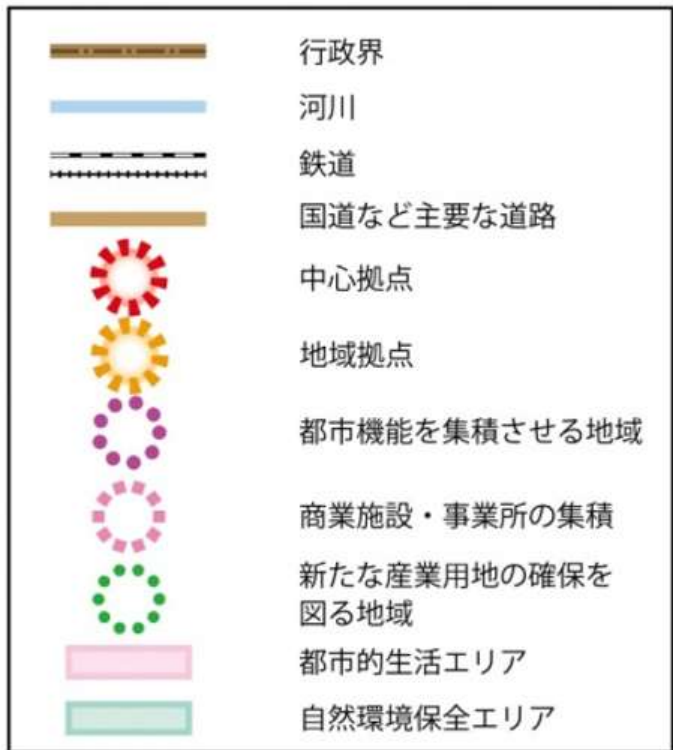 行政界
河川
鉄道
国道など主要な道路
中心拠点
地域拠点
都市機能を集積させる地域
商業施設・事業所の集積
新たな産業用地の確保を
図る地域
都市的生活エリア
自然環境保全エリア